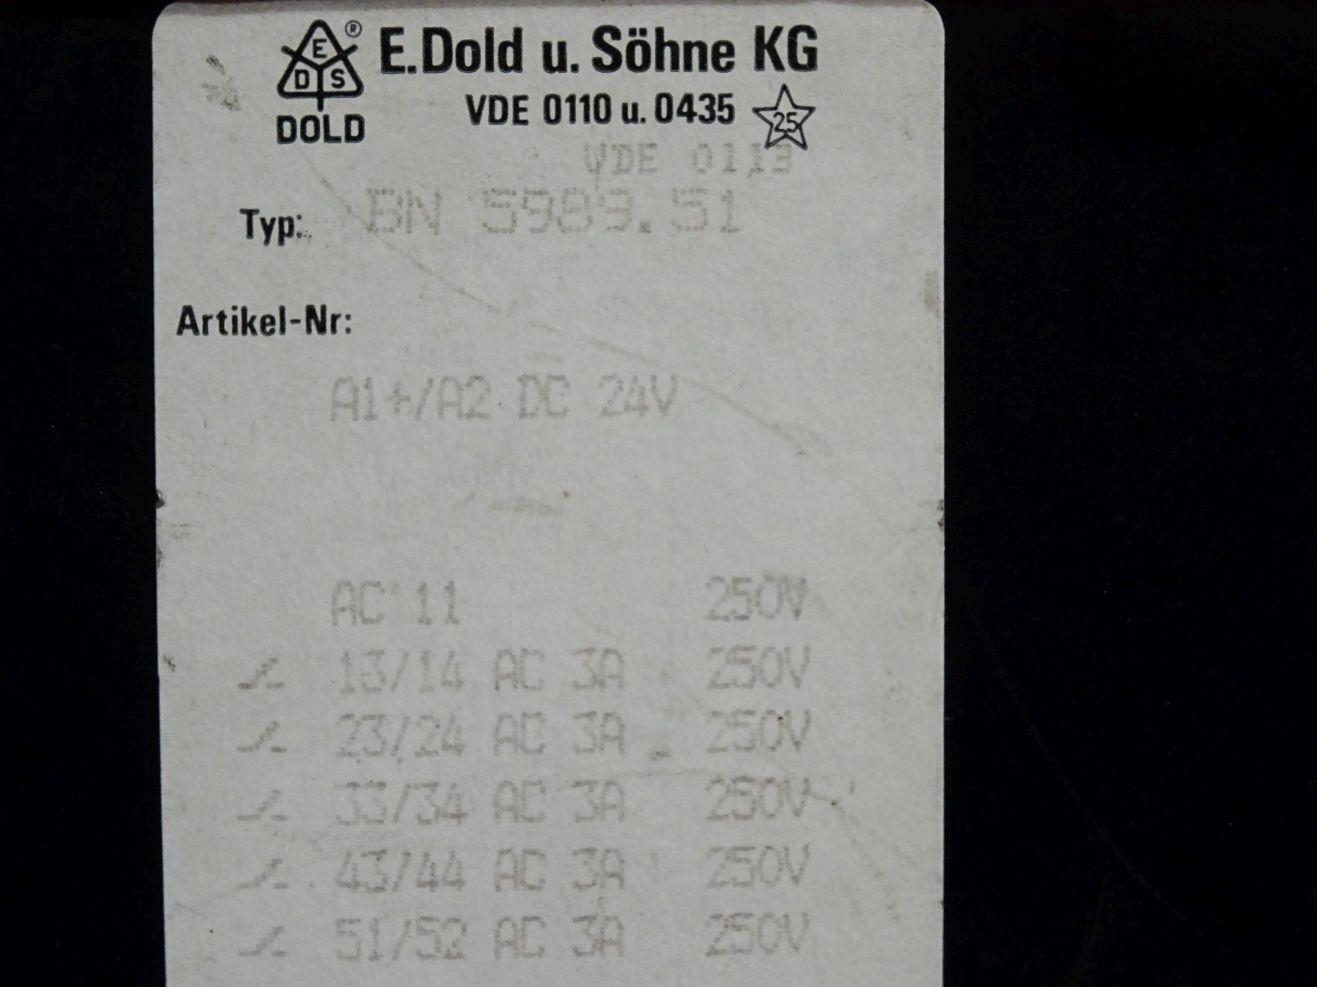 E D S ®
DOLD
E.Dold u. Söhne KG
VDE 0110 u. 0435 25
VDE 0113
Typ: BN 5989.51
Artikel-Nr:
A1+/A2 DC 24V
AC 11 250V
13/14 AC 3A 250V
23/24 AC 3A 250V
33/34 AC 3A 250V
43/44 AC 3A 250V
51/52 AC 3A 250V